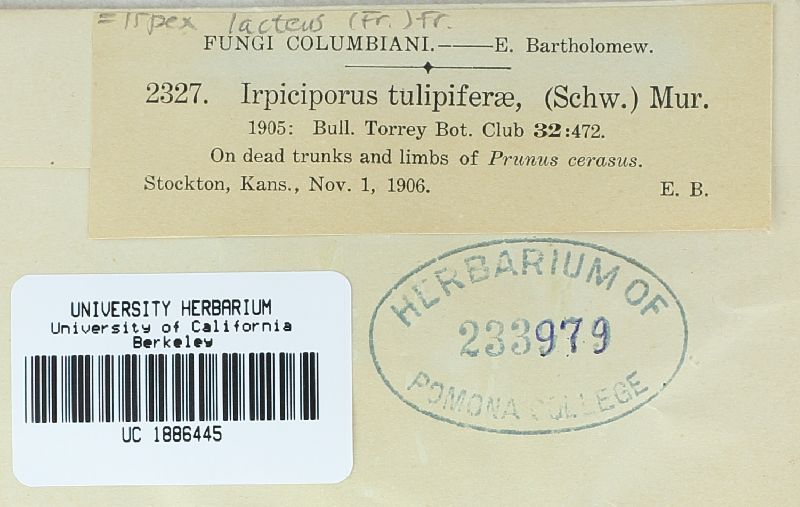 = Irpex lacteus (Fr.) Fr.
FUNGI COLUMBIANI.——E. Bartholomew.
2327. Irpiciporus tulipiferæ, (Schw.) Mur.
1905: Bull. Torrey Bot. Club 32:472.
On dead trunks and limbs of Prunus cerasus.
Stockton, Kans., Nov. 1, 1906. E. B.
HERBARIUM OF
233979
POMONA COLLEGE
UNIVERSITY HERBARIUM
University of California
Berkeley
UC 1886445